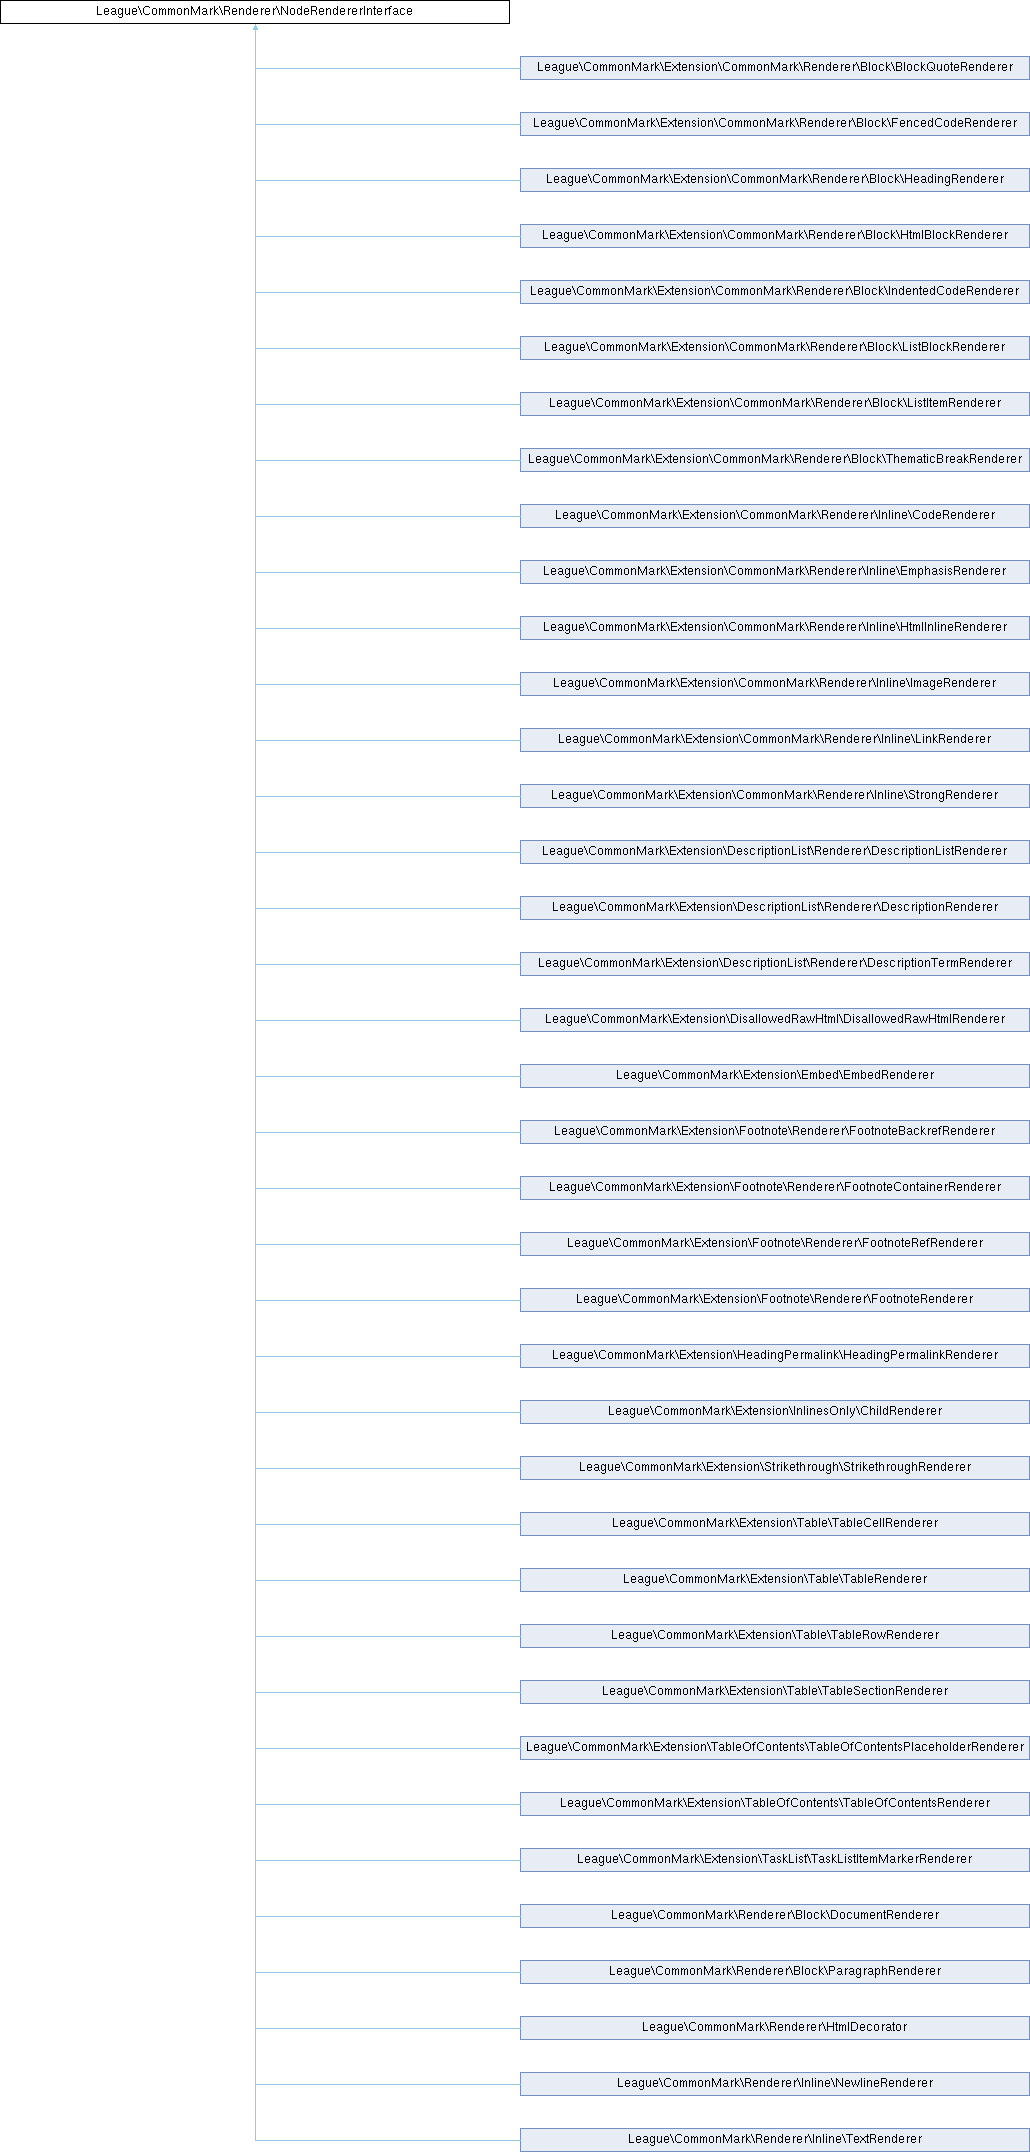 League\CommonMark\Renderer\NodeRendererInterface
League\CommonMark\Extension\CommonMark\Renderer\Block\BlockQuoteRenderer
League\CommonMark\Extension\CommonMark\Renderer\Block\FencedCodeRenderer
League\CommonMark\Extension\CommonMark\Renderer\Block\HeadingRenderer
League\CommonMark\Extension\CommonMark\Renderer\Block\HtmlBlockRenderer
League\CommonMark\Extension\CommonMark\Renderer\Block\IndentedCodeRenderer
League\CommonMark\Extension\CommonMark\Renderer\Block\ListBlockRenderer
League\CommonMark\Extension\CommonMark\Renderer\Block\ListItemRenderer
League\CommonMark\Extension\CommonMark\Renderer\Block\ThematicBreakRenderer
League\CommonMark\Extension\CommonMark\Renderer\Inline\CodeRenderer
League\CommonMark\Extension\CommonMark\Renderer\Inline\EmphasisRenderer
League\CommonMark\Extension\CommonMark\Renderer\Inline\HtmlInlineRenderer
League\CommonMark\Extension\CommonMark\Renderer\Inline\ImageRenderer
League\CommonMark\Extension\CommonMark\Renderer\Inline\LinkRenderer
League\CommonMark\Extension\CommonMark\Renderer\Inline\StrongRenderer
League\CommonMark\Extension\DescriptionList\Renderer\DescriptionListRenderer
League\CommonMark\Extension\DescriptionList\Renderer\DescriptionRenderer
League\CommonMark\Extension\DescriptionList\Renderer\DescriptionTermRenderer
League\CommonMark\Extension\DisallowedRawHtml\DisallowedRawHtmlRenderer
League\CommonMark\Extension\Embed\EmbedRenderer
League\CommonMark\Extension\Footnote\Renderer\FootnoteBackrefRenderer
League\CommonMark\Extension\Footnote\Renderer\FootnoteContainerRenderer
League\CommonMark\Extension\Footnote\Renderer\FootnoteRefRenderer
League\CommonMark\Extension\Footnote\Renderer\FootnoteRenderer
League\CommonMark\Extension\HeadingPermalink\HeadingPermalinkRenderer
League\CommonMark\Extension\InlinesOnly\ChildRenderer
League\CommonMark\Extension\Strikethrough\StrikethroughRenderer
League\CommonMark\Extension\Table\TableCellRenderer
League\CommonMark\Extension\Table\TableRenderer
League\CommonMark\Extension\Table\TableRowRenderer
League\CommonMark\Extension\Table\TableSectionRenderer
League\CommonMark\Extension\TableOfContents\TableOfContentsPlaceholderRenderer
League\CommonMark\Extension\TableOfContents\TableOfContentsRenderer
League\CommonMark\Extension\TaskList\TaskListItemMarkerRenderer
League\CommonMark\Renderer\Block\DocumentRenderer
League\CommonMark\Renderer\Block\ParagraphRenderer
League\CommonMark\Renderer\HtmlDecorator
League\CommonMark\Renderer\Inline\NewlineRenderer
League\CommonMark\Renderer\Inline\TextRenderer